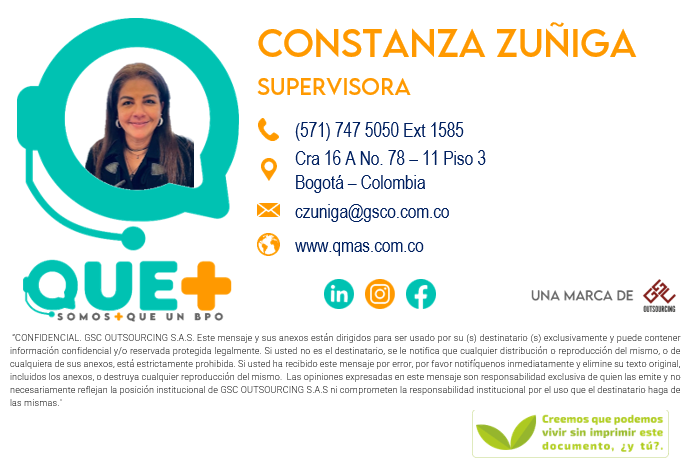 CONSTANZA ZUÑIGA
SUPERVISORA
(571) 747 5050 Ext 1585
Cra 16 A No. 78 – 11 Piso 3
Bogotá – Colombia
czuniga@gsco.com.co
www.qmas.com.co
QUE+
SOMOS+QUE UN BPO
in
f
UNA MARCA DE
GSC
OUTSOURCING
“CONFIDENCIAL. GSC OUTSOURCING S.A.S. Este mensaje y sus anexos están dirigidos para ser usado por su (s) destinatario (s) exclusivamente y puede contener
información confidencial y/o reservada protegida legalmente. Si usted no es el destinatario, se le notifica que cualquier distribución o reproducción del mismo, o de
cualquiera de sus anexos, está estrictamente prohibida. Si usted ha recibido este mensaje por error, por favor notifíquenos inmediatamente y elimine su texto original,
incluidos los anexos, o destruya cualquier reproducción del mismo.  Las opiniones expresadas en este mensaje son responsabilidad exclusiva de quien las emite y no
necesariamente reflejan la posición institucional de GSC OUTSOURCING S.A.S ni comprometen la responsabilidad institucional por el uso que el destinatario haga de
las mismas.”
Creemos que podemos
vivir sin imprimir este
documento, ¿y tú?.